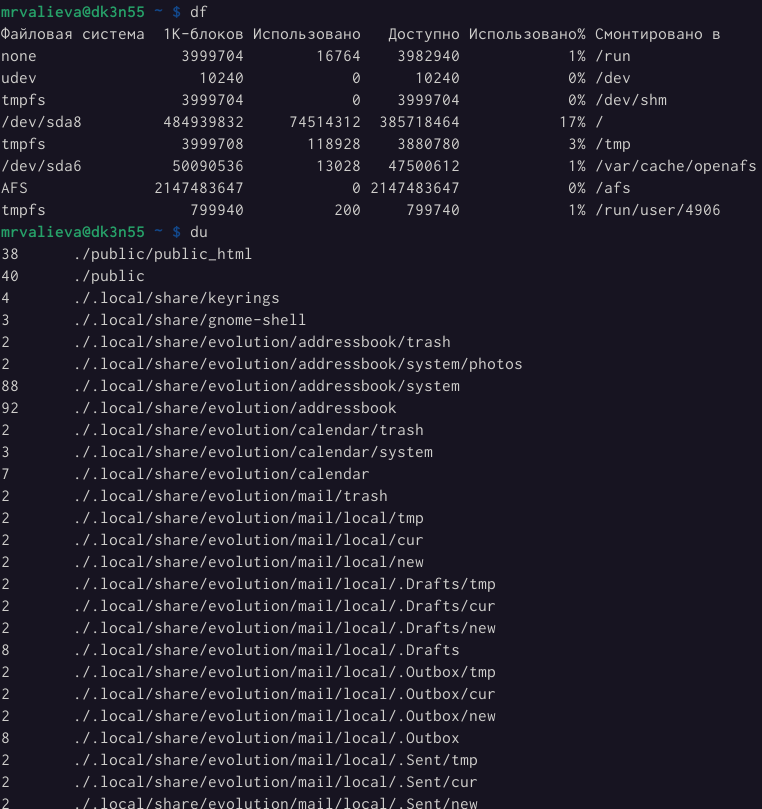 mrvalieva@dk3n55 ~ $ df
Файловая система  1K-блоков Использовано   Доступно Использовано% Смонтировано в
none                3999704        16764    3982940            1% /run
udev                  10240            0      10240            0% /dev
tmpfs               3999704            0    3999704            0% /dev/shm
/dev/sda8         484939832     74514312  385718464           17% /
tmpfs               3999708       118928    3880780            3% /tmp
/dev/sda6          50090536        13028   47500612            1% /var/cache/openafs
AFS              2147483647            0 2147483647            0% /afs
tmpfs                799940          200     799740            1% /run/user/4906
mrvalieva@dk3n55 ~ $ du
38      ./public/public_html
40      ./public
4       ./.local/share/keyrings
3       ./.local/share/gnome-shell
2       ./.local/share/evolution/addressbook/trash
2       ./.local/share/evolution/addressbook/system/photos
88      ./.local/share/evolution/addressbook/system
92      ./.local/share/evolution/addressbook
2       ./.local/share/evolution/calendar/trash
3       ./.local/share/evolution/calendar/system
7       ./.local/share/evolution/calendar
2       ./.local/share/evolution/mail/trash
2       ./.local/share/evolution/mail/local/tmp
2       ./.local/share/evolution/mail/local/cur
2       ./.local/share/evolution/mail/local/new
2       ./.local/share/evolution/mail/local/.Drafts/tmp
2       ./.local/share/evolution/mail/local/.Drafts/cur
2       ./.local/share/evolution/mail/local/.Drafts/new
8       ./.local/share/evolution/mail/local/.Drafts
2       ./.local/share/evolution/mail/local/.Outbox/tmp
2       ./.local/share/evolution/mail/local/.Outbox/cur
2       ./.local/share/evolution/mail/local/.Outbox/new
8       ./.local/share/evolution/mail/local/.Outbox
2       ./.local/share/evolution/mail/local/.Sent/tmp
2       ./.local/share/evolution/mail/local/.Sent/cur
2       ./.local/share/evolution/mail/local/.Sent/new